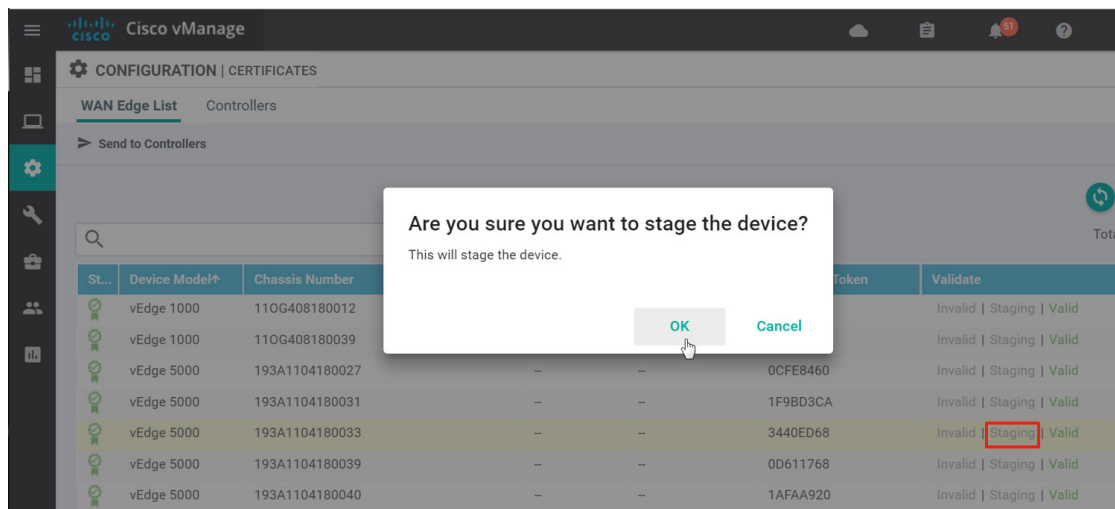 CISCO Cisco vManage 51
CONFIGURATION | CERTIFICATES
WAN Edge List Controllers
Send to Controllers
Are you sure you want to stage the device?
This will stage the device.
OK Cancel
St... Device Model Chassis Number Token Validate
vEdge 1000 11OG408180012 Invalid | Staging | Valid
vEdge 1000 11OG408180039 Invalid | Staging | Valid
vEdge 5000 193A1104180027 -- -- 0CFE8460 Invalid | Staging | Valid
vEdge 5000 193A1104180031 -- -- 1F9BD3CA Invalid | Staging | Valid
vEdge 5000 193A1104180033 -- -- 3440ED68 Invalid | Staging | Valid
vEdge 5000 193A1104180039 -- -- 0D611768 Invalid | Staging | Valid
vEdge 5000 193A1104180040 -- -- 1AFAA920 Invalid | Staging | Valid